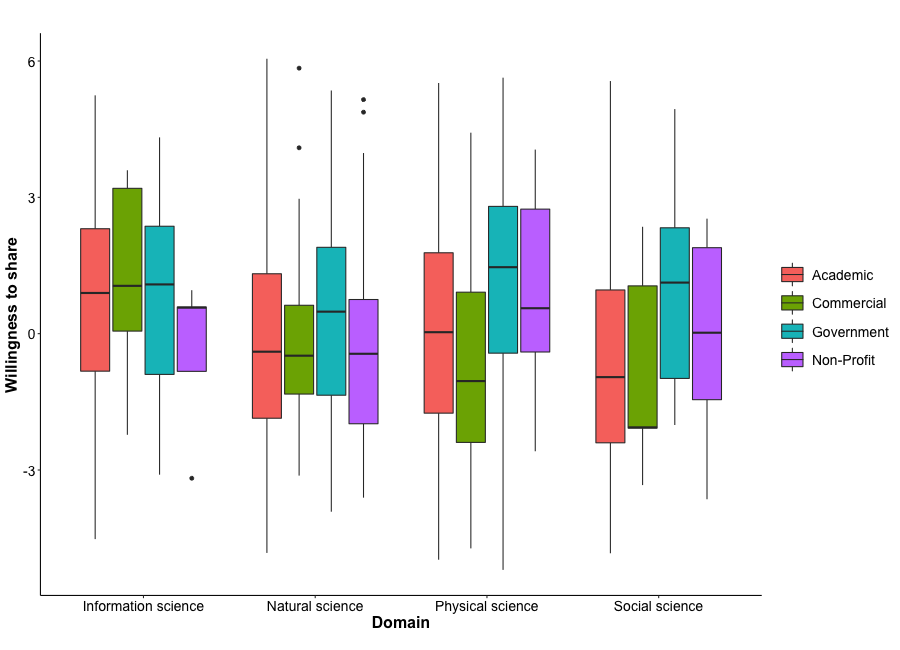 6
3
0
-3
Willingness to share
Information science
Natural science
Physical science
Social science
Domain
Academic
Commercial
Government
Non-Profit